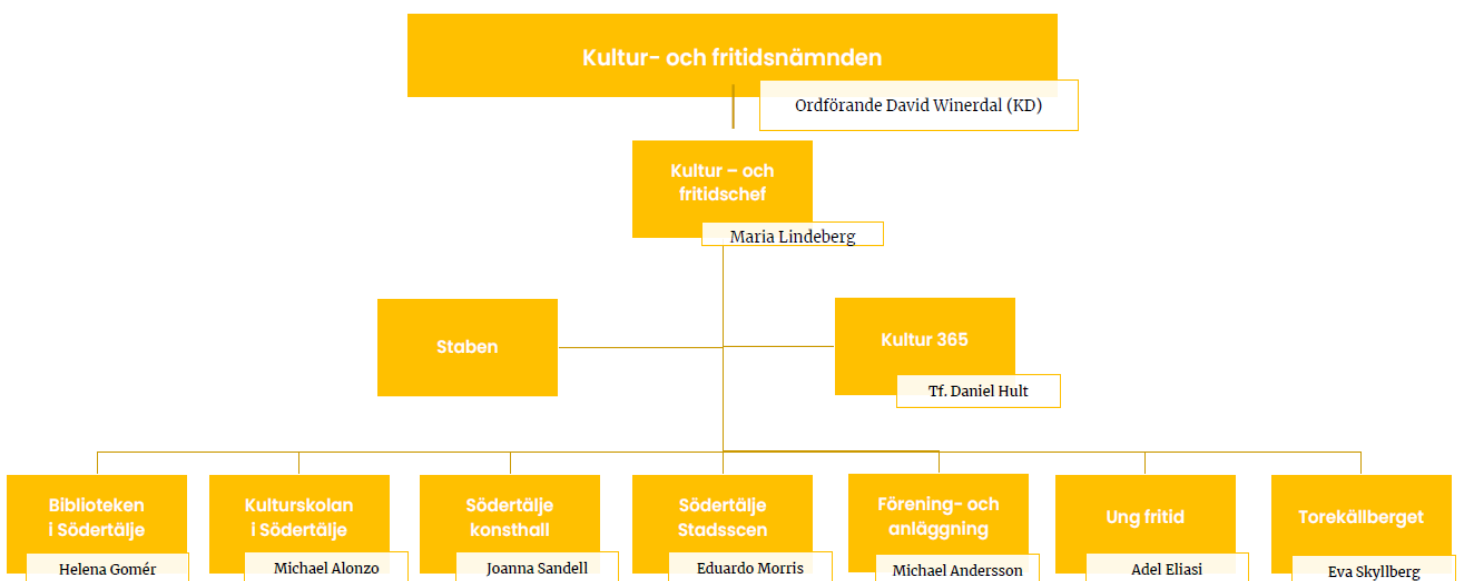 Kultur- och fritidsnämnden
Ordförande David Winerdal (KD)
Kultur – och
fritidschef
Maria Lindeberg
Staben
Kultur 365
Tf. Daniel Hult
Biblioteken
i Södertälje
Helena Gomér
Kulturskolan
i Södertälje
Michael Alonzo
Södertälje
konsthall
Joanna Sandell
Södertälje
Stadsscen
Eduardo Morris
Förening- och
anläggning
Michael Andersson
Ung fritid
Adel Eliasi
Torekällberget
Eva Skyllberg